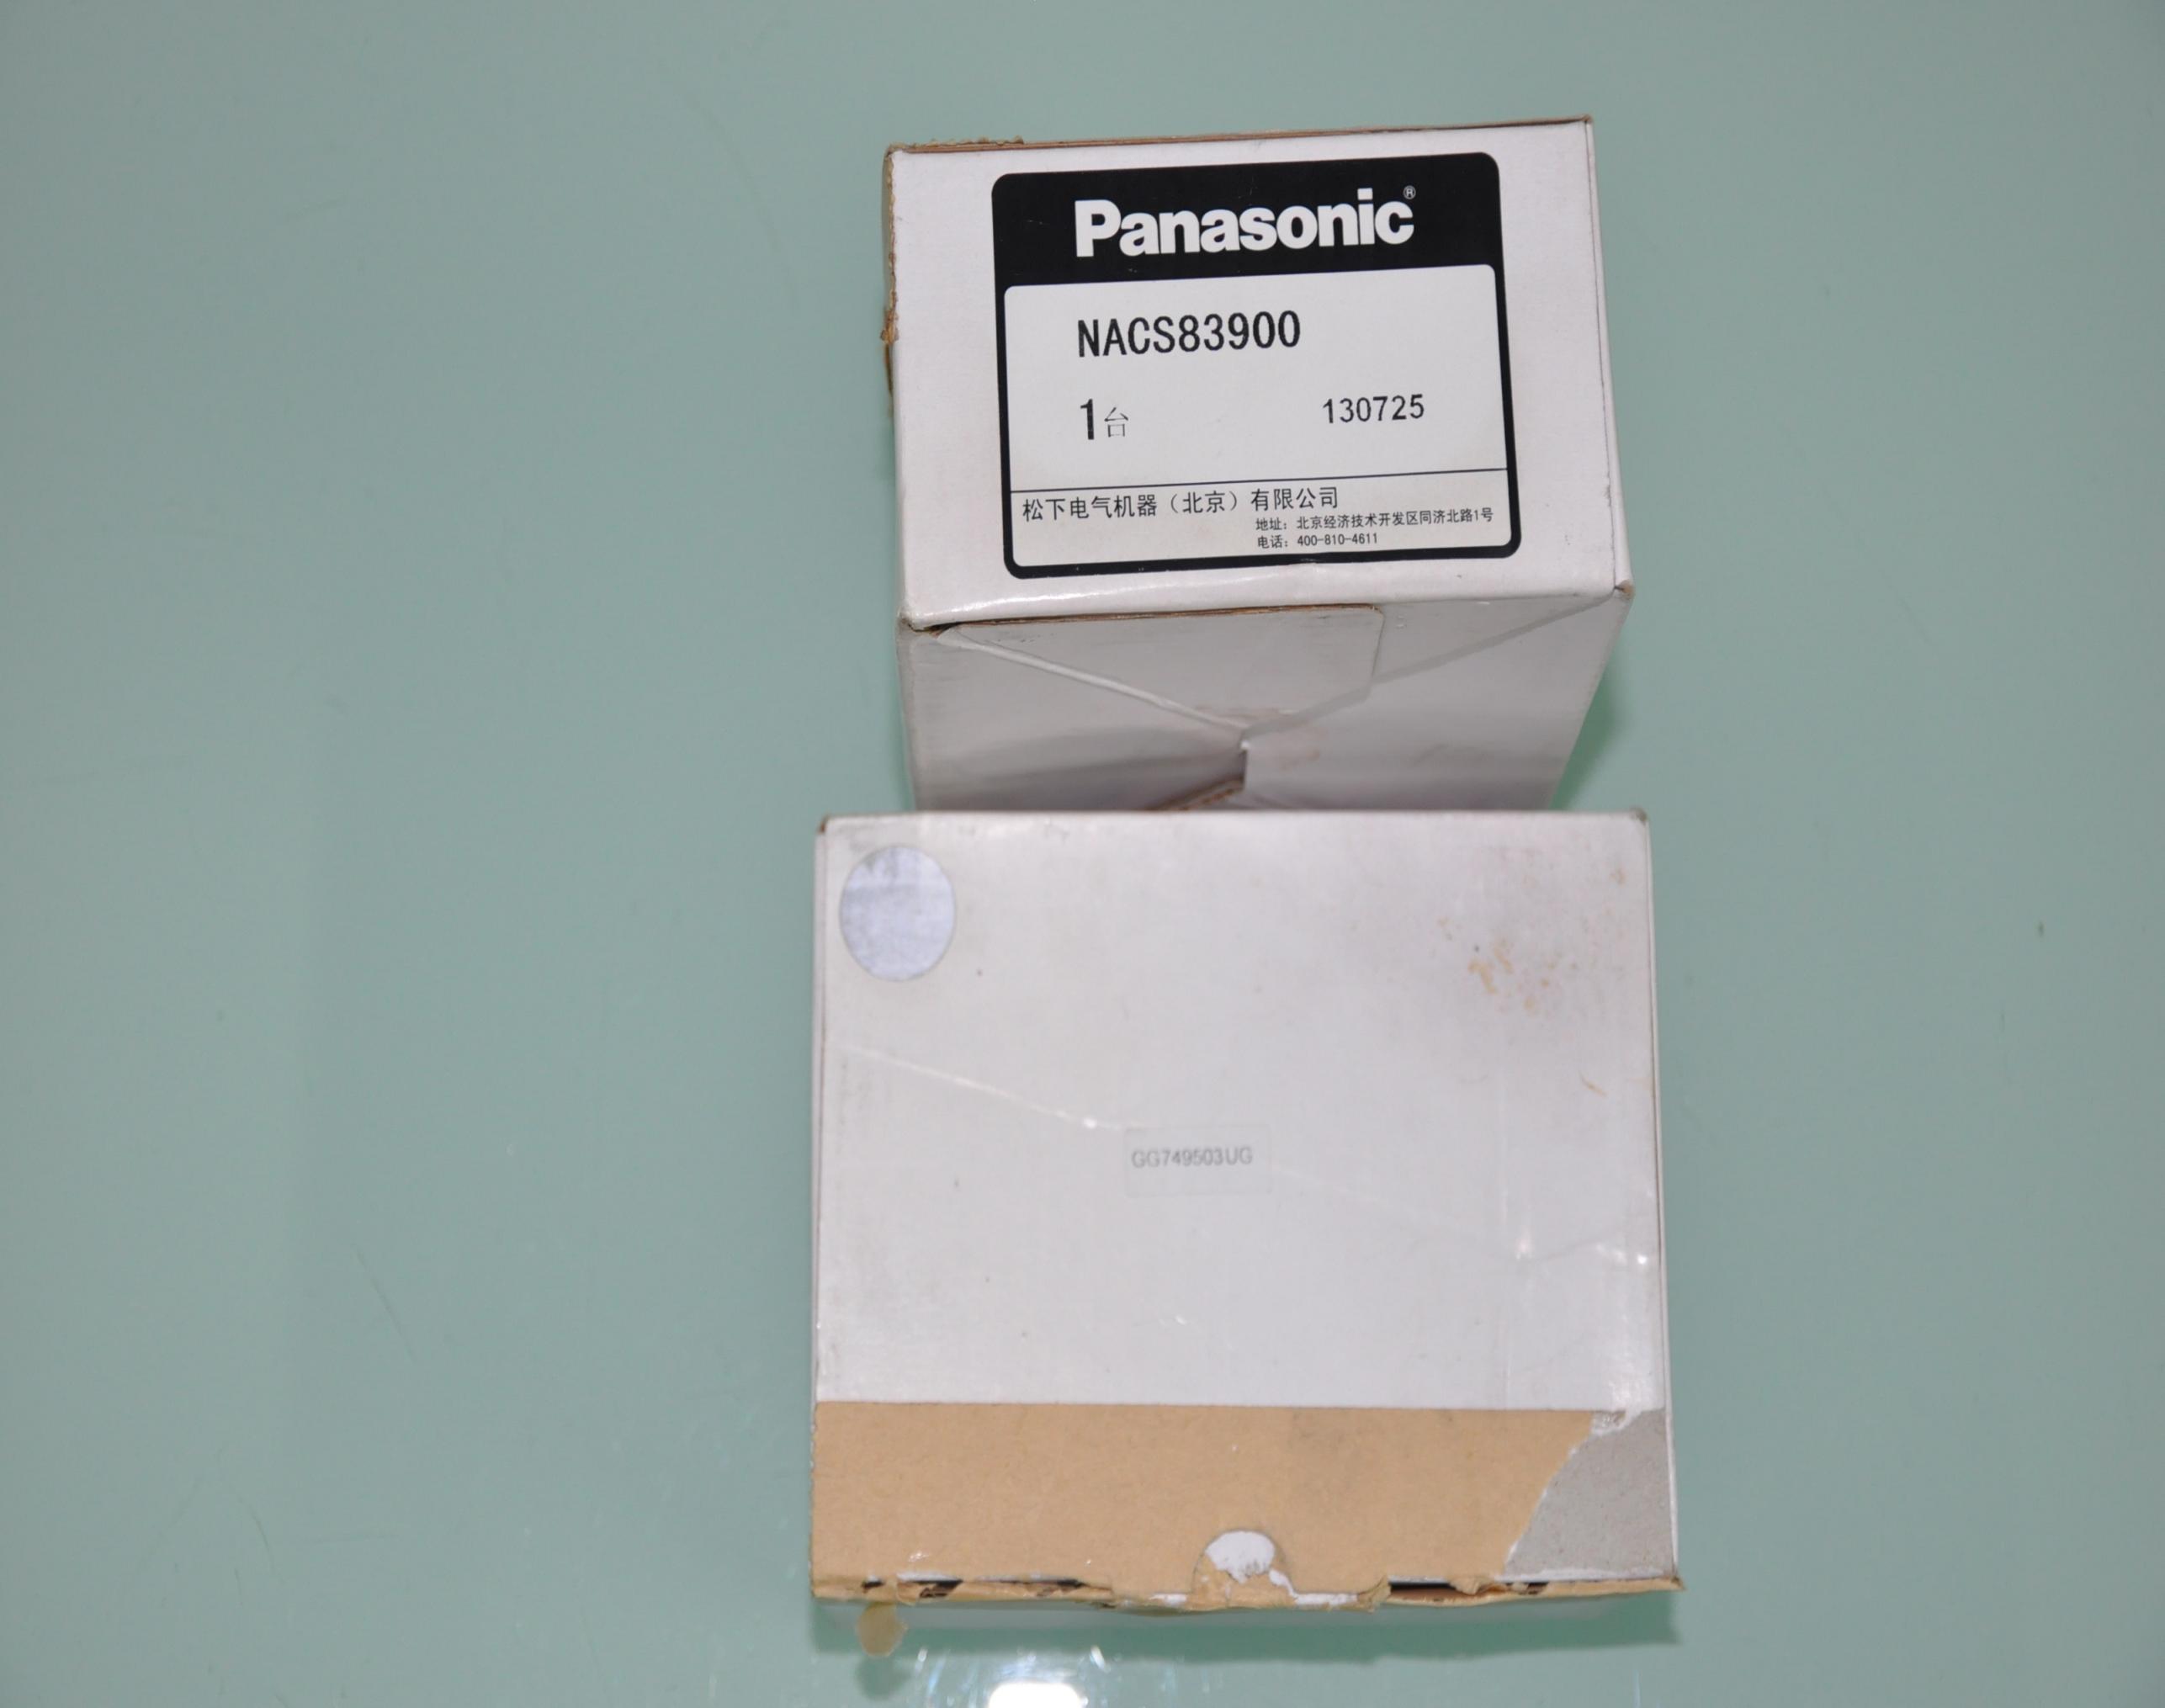 Panasonic®
NACS83900
1台 130725
松下电气机器（北京）有限公司
地址：北京经济技术开发区同济北路1号
电话：400-810-4611
GG749503UG